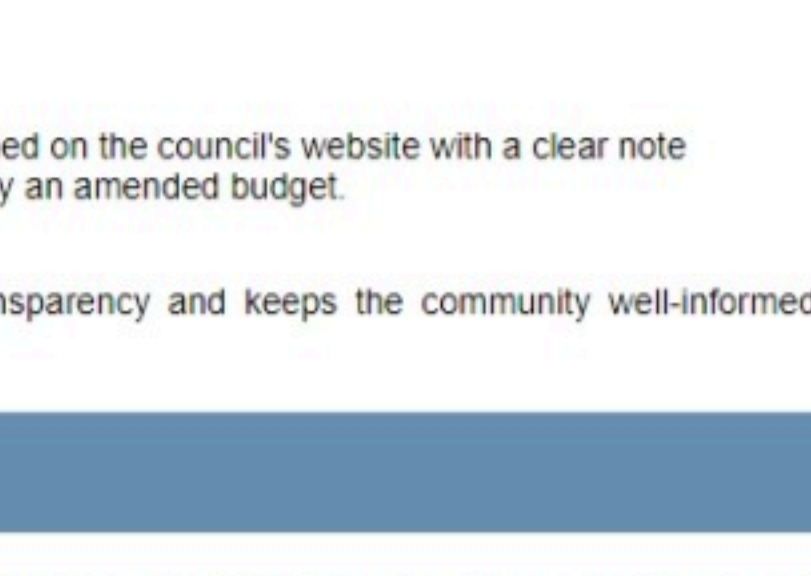 ed on the council's website with a clear note
y an amended budget.
nsparency and keeps the community well-informed